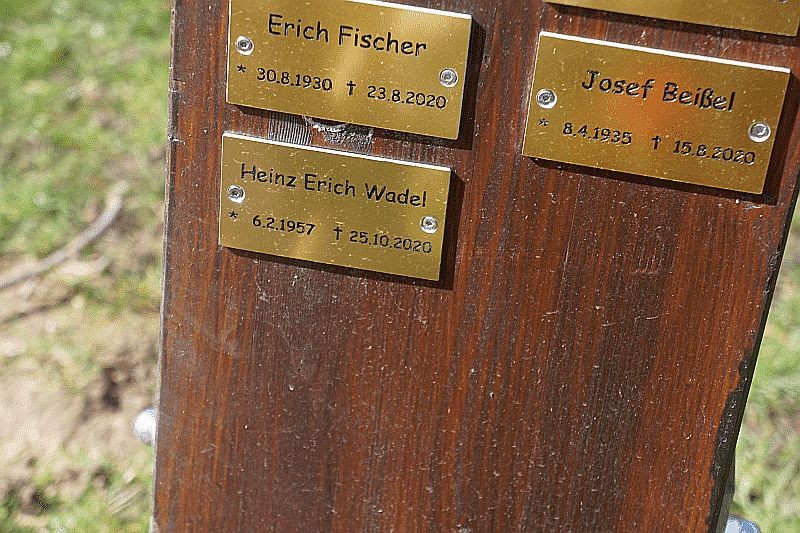 Erich Fischer
* 30.8.1930 † 23.8.2020
Josef Beißel
* 8.4.1935 † 15.8.2020
Heinz Erich Wadel
* 6.2.1957 † 25.10.2020